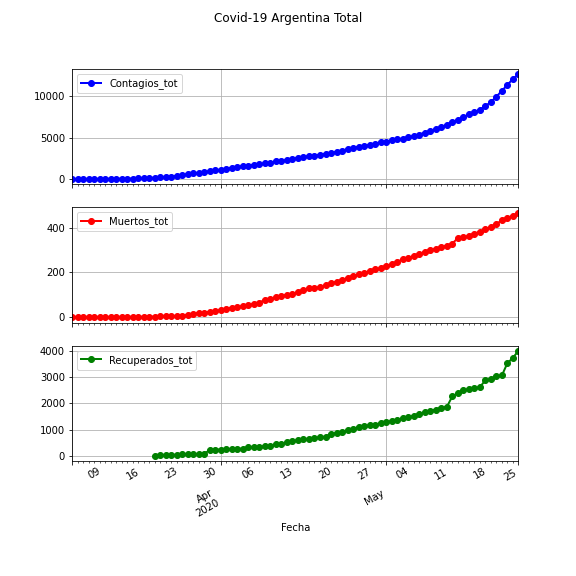 Covid-19 Argentina Total
Contagios_tot
10000
5000
0
Muertos_tot
400
200
0
Recuperados_tot
4000
3000
2000
1000
0
09 16 23 30 06 13 20 27 04 11 18 25
Apr May
2020
Fecha